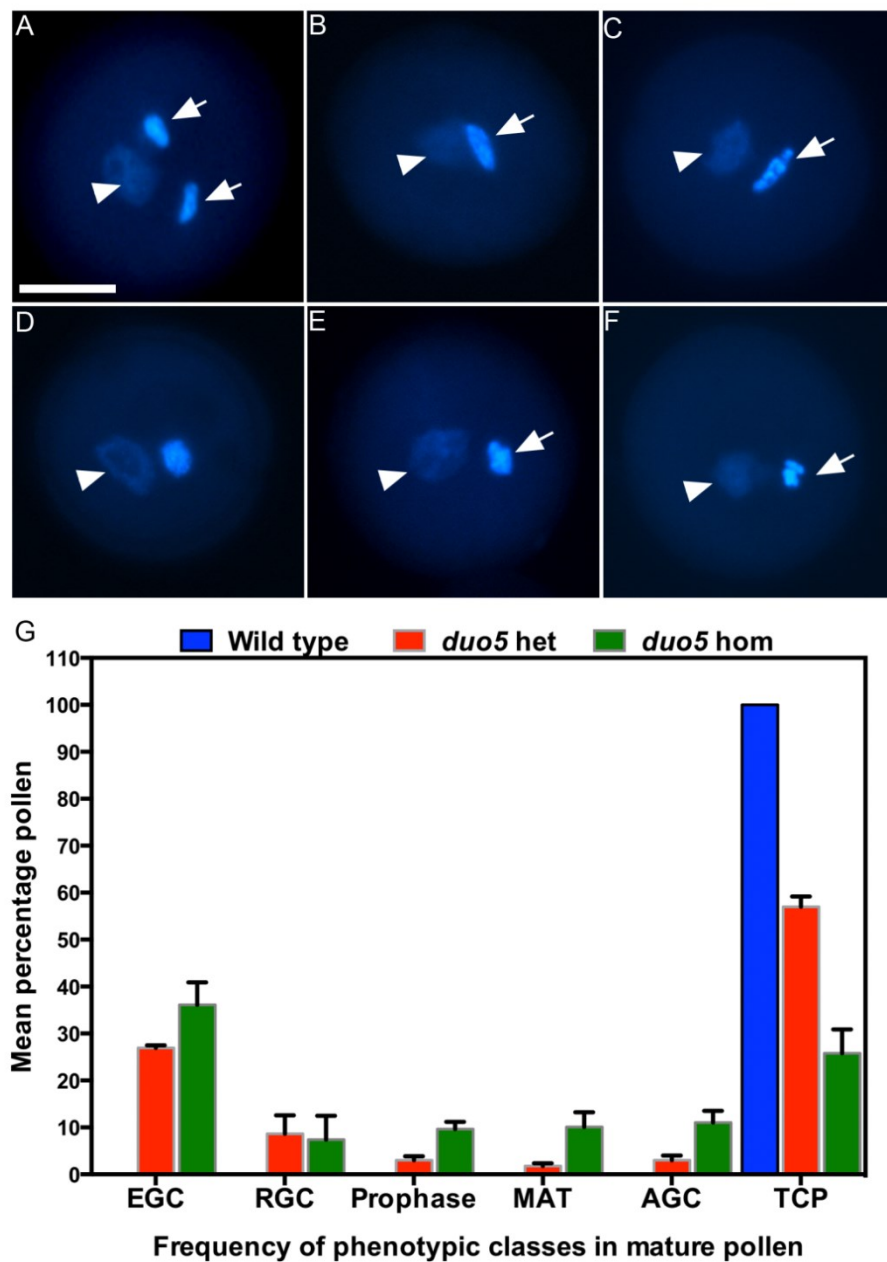 A
B
C
D
E
F
G
Wild type duo5 het duo5 hom
Mean percentage pollen
110
100
90
80
70
60
50
40
30
20
10
0
EGC RGC Prophase MAT AGC TCP
Frequency of phenotypic classes in mature pollen